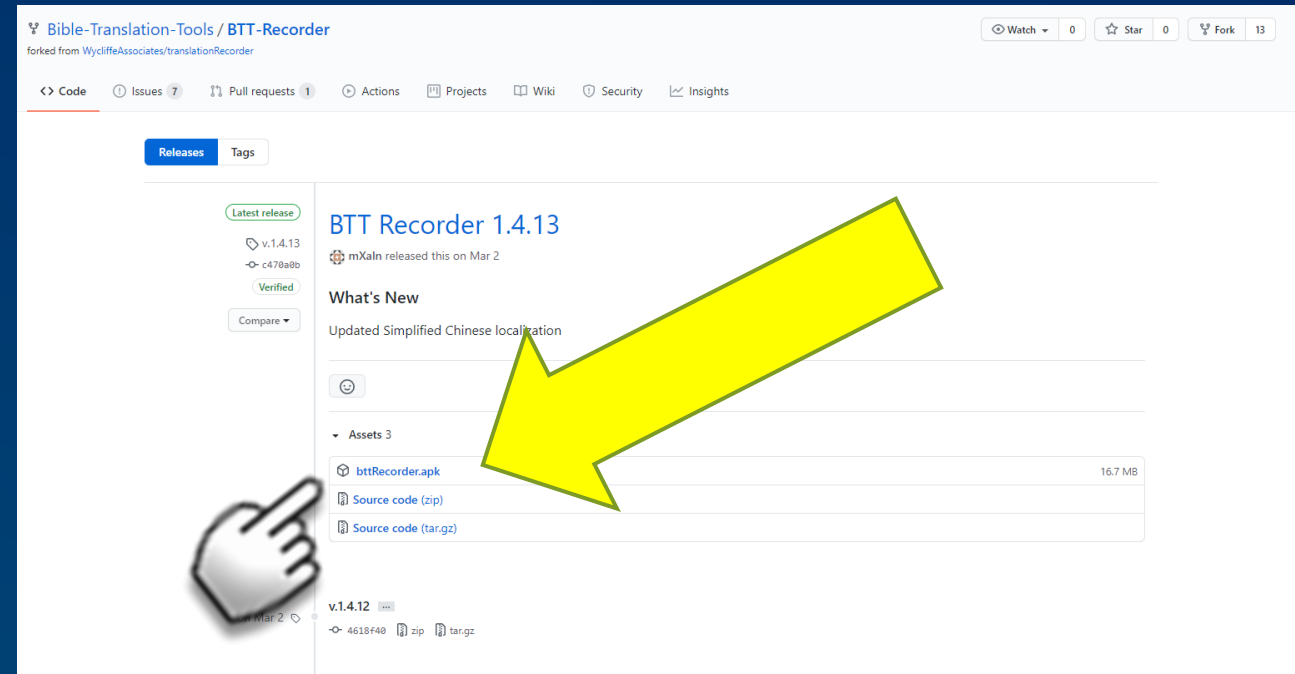 Bible-Translation-Tools / BTT-Recorder
Watch 0 Star 0 Fork 13
forked from WycliffeAssociates/translationRecorder
Code Issues 7 Pull requests 1 Actions Projects Wiki Security Insights
Releases Tags
Latest release
v.1.4.13
c470a0b
Verified
Compare
BTT Recorder 1.4.13
mXaln released this on Mar 2
What's New
Updated Simplified Chinese localization
Assets 3
bttRecorder.apk 16.7 MB
Source code (zip)
Source code (tar.gz)
Mar 2
v.1.4.12 ...
4618f40 zip tar.gz